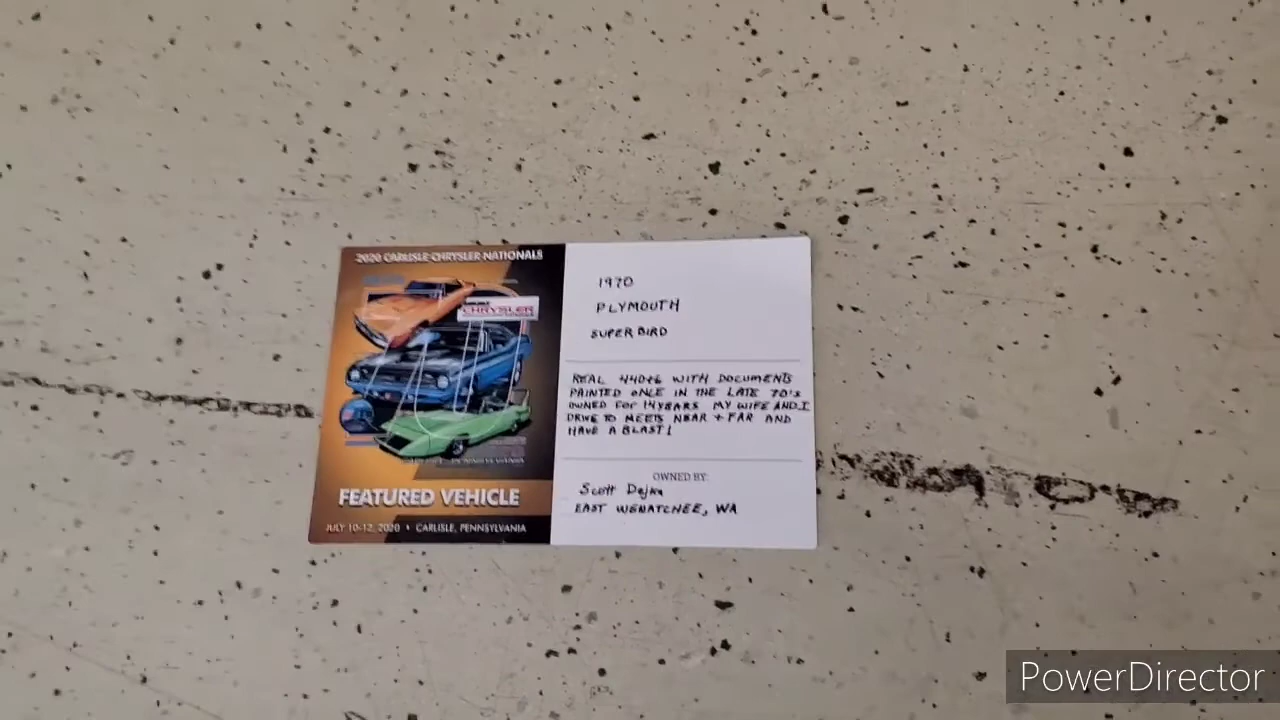 2020 CARLISLE CHRYSLER NATIONALS
CHRYSLER
FEATURED VEHICLE
JULY 10-12, 2020 • CARLISLE, PENNSYLVANIA
1970
PLYMOUTH
SUPERBIRD
REAL 440+6 WITH DOCUMENTS
PAINTED ONCE IN THE LATE 70'S
OWNED FOR 14 YEARS MY WIFE AND I
DRIVE TO MEETS NEAR + FAR AND
HAVE A BLAST!
OWNED BY:
Scott
EAST WENATCHEE, WA
PowerDirector